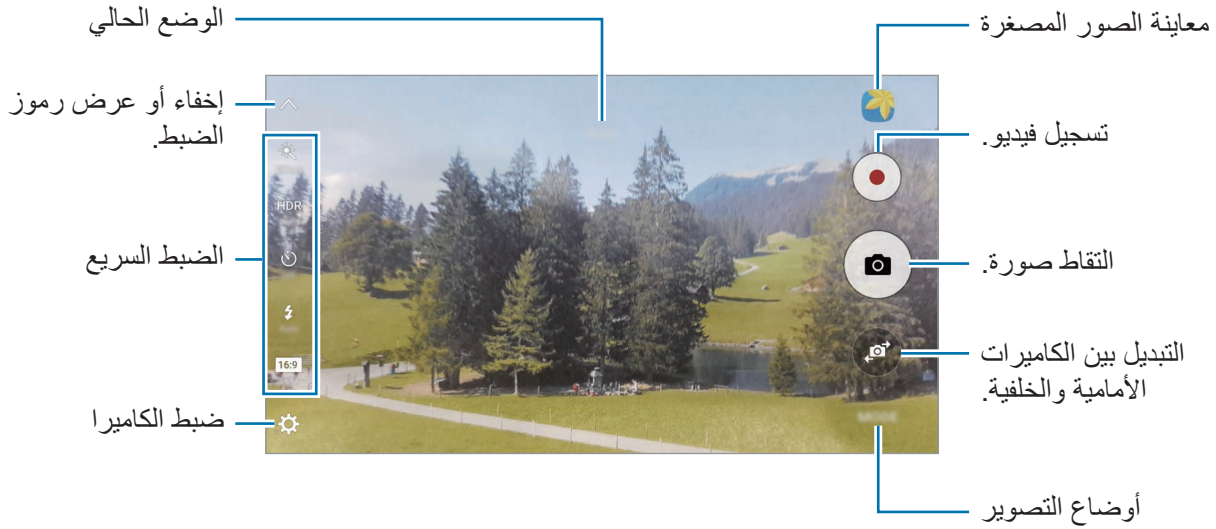 الوضع الحالي
معاينة الصور المصغرة
إخفاء أو عرض رموز
الضبط.
تسجيل فيديو.
HDR
الضبط السريع
التقاط صورة.
16:9
التبديل بين الكاميرات
الأمامية والخلفية.
ضبط الكاميرا
أوضاع التصوير